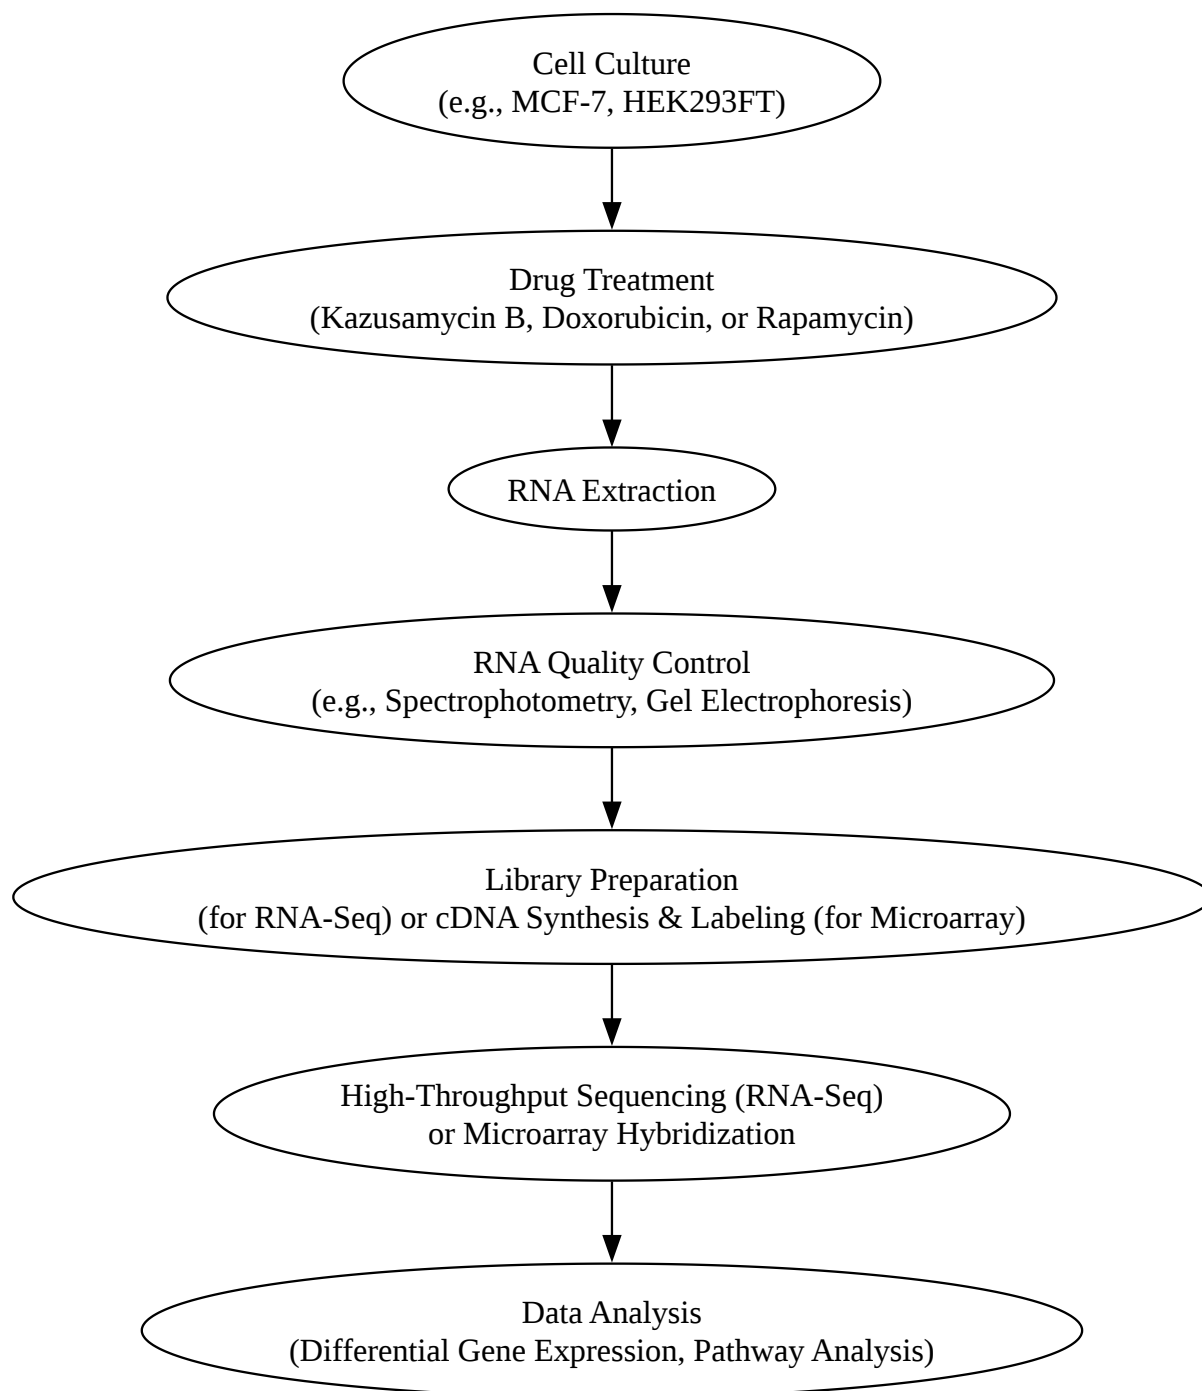 Cell Culture
(e.g., MCF-7, HEK293FT)
Drug Treatment
(Kazusamycin B, Doxorubicin, or Rapamycin)
RNA Extraction
RNA Quality Control
(e.g., Spectrophotometry, Gel Electrophoresis)
Library Preparation
(for RNA-Seq) or cDNA Synthesis & Labeling (for Microarray)
High-Throughput Sequencing (RNA-Seq)
or Microarray Hybridization
Data Analysis
(Differential Gene Expression, Pathway Analysis)